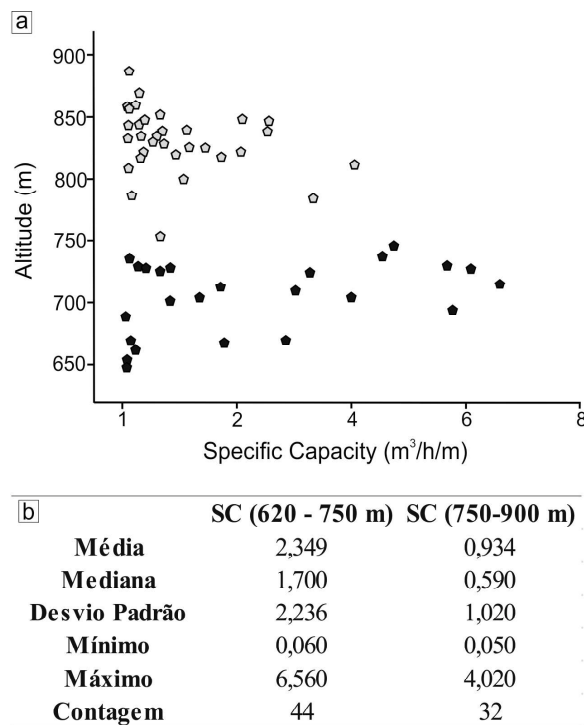 a
900
850
800
750
700
650
Altitude (m)
1 2 4 6 8
Specific Capacity (m³/h/m)
b
SC (620 - 750 m) SC (750-900 m)
Média 2,349 0,934
Mediana 1,700 0,590
Desvio Padrão 2,236 1,020
Mínimo 0,060 0,050
Máximo 6,560 4,020
Contagem 44 32